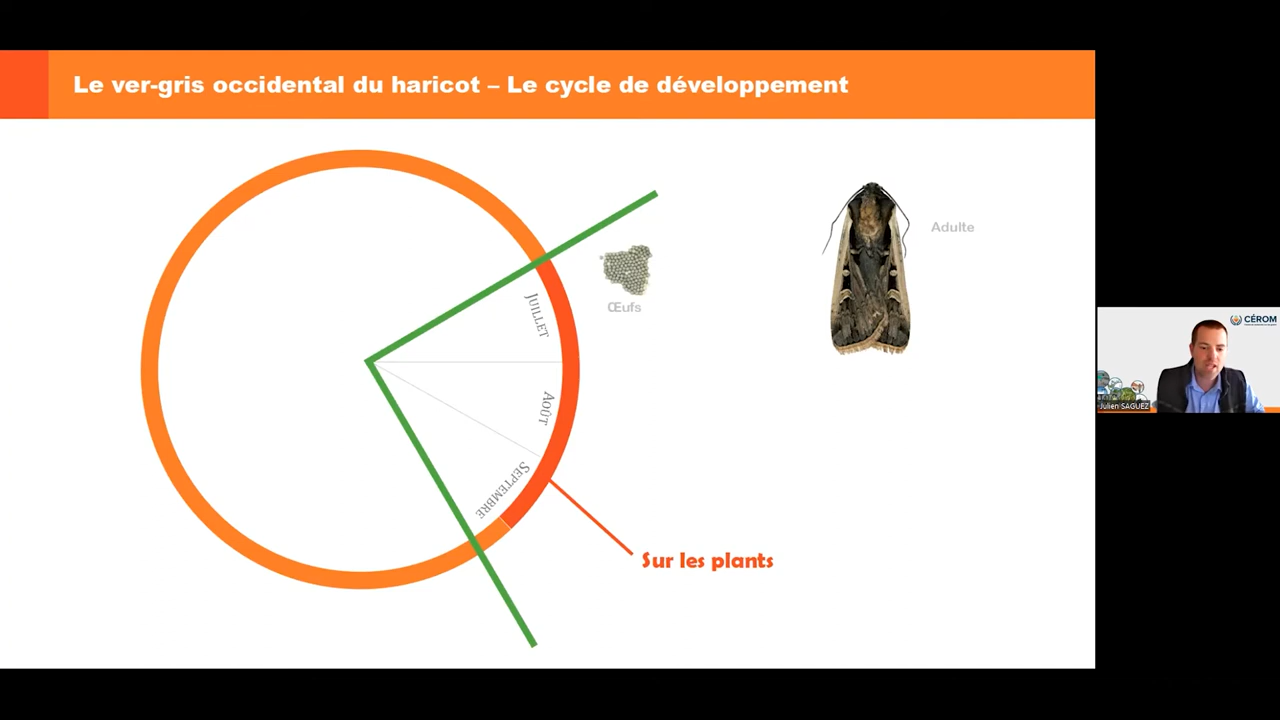 Le ver-gris occidental du haricot – Le cycle de développement
Adulte
Œufs
Juillet
Août
Septembre
Sur les plants
CÉROM
Julien SAGUEZ